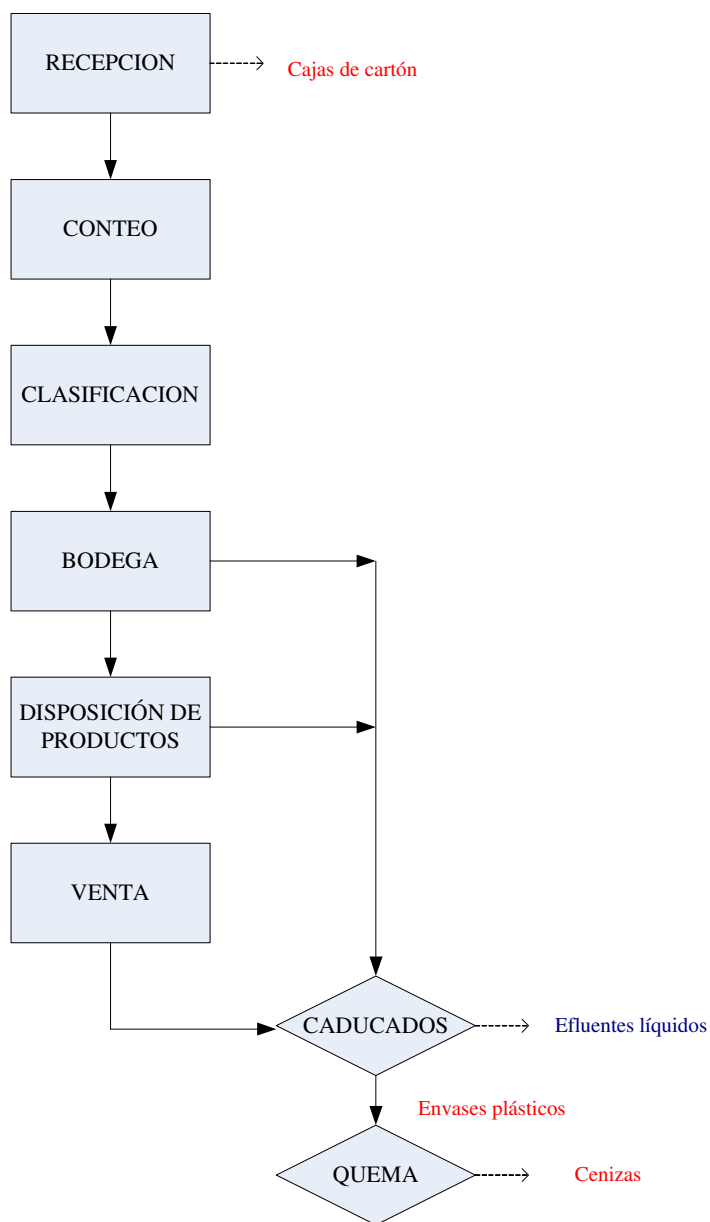 RECEPCION
Cajas de cartón
CONTEO
CLASIFICACION
BODEGA
DISPOSICIÓN DE
PRODUCTOS
VENTA
CADUCADOS
Efluentes líquidos
Envases plásticos
QUEMA
Cenizas